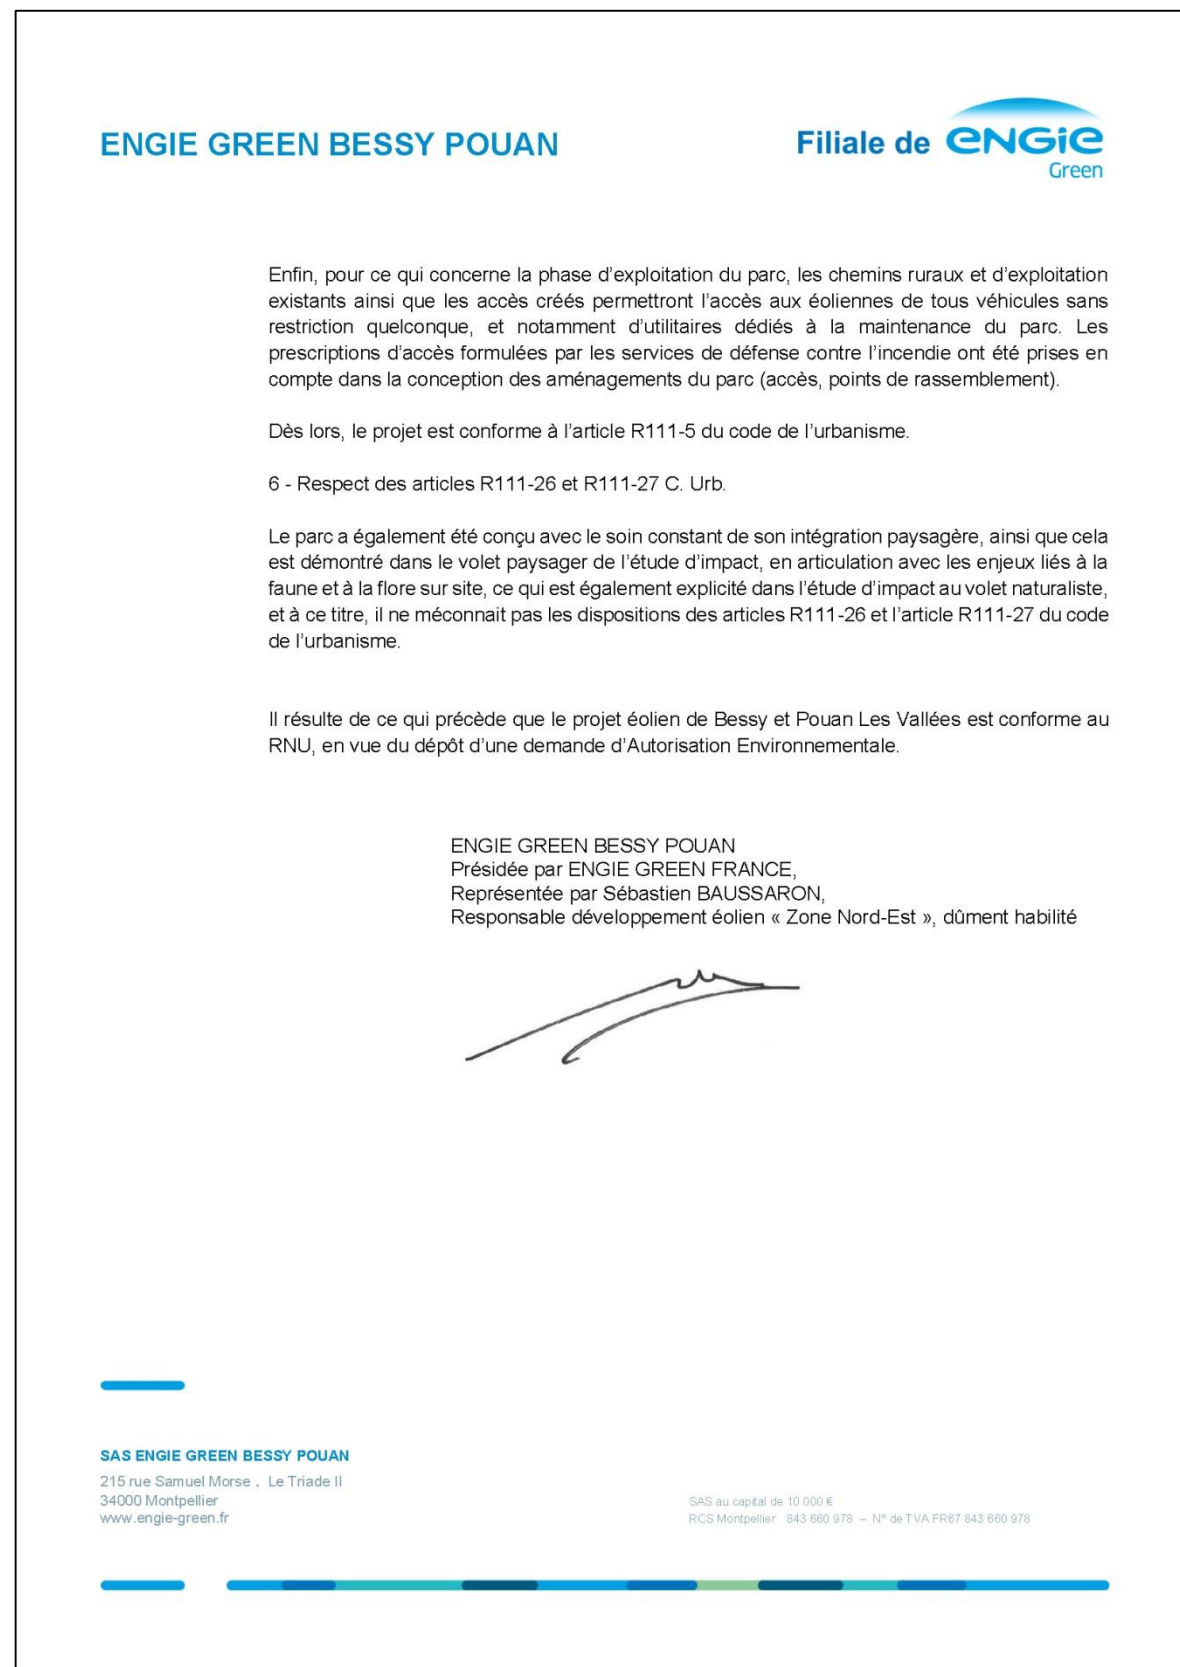 ENGIE GREEN BESSY POUAN
Filiale de ENGIE
Green
Enfin, pour ce qui concerne la phase d'exploitation du parc, les chemins ruraux et d'exploitation
existants ainsi que les accès créés permettront l'accès aux éoliennes de tous véhicules sans
restriction quelconque, et notamment d'utilitaires dédiés à la maintenance du parc. Les
prescriptions d'accès formulées par les services de défense contre l'incendie ont été prises en
compte dans la conception des aménagements du parc (accès, points de rassemblement).
Dès lors, le projet est conforme à l'article R111-5 du code de l'urbanisme.
6 - Respect des articles R111-26 et R111-27 C. Urb.
Le parc a également été conçu avec le soin constant de son intégration paysagère, ainsi que cela
est démontré dans le volet paysager de l'étude d'impact, en articulation avec les enjeux liés à la
faune et à la flore sur site, ce qui est également explicité dans l'étude d'impact au volet naturaliste,
et à ce titre, il ne méconnait pas les dispositions des articles R111-26 et l'article R111-27 du code
de l'urbanisme.
Il résulte de ce qui précède que le projet éolien de Bessy et Pouan Les Vallées est conforme au
RNU, en vue du dépôt d'une demande d'Autorisation Environnementale.
ENGIE GREEN BESSY POUAN
Présidée par ENGIE GREEN FRANCE,
Représentée par Sébastien BAUSSARON,
Responsable développement éolien « Zone Nord-Est », dûment habilité
SAS ENGIE GREEN BESSY POUAN
215 rue Samuel Morse . Le Triade II
34000 Montpellier
www.engie-green.fr
SAS au capital de 10 000 €
RCS Montpellier 843 660 978 – N° de TVA FR67 843 660 978